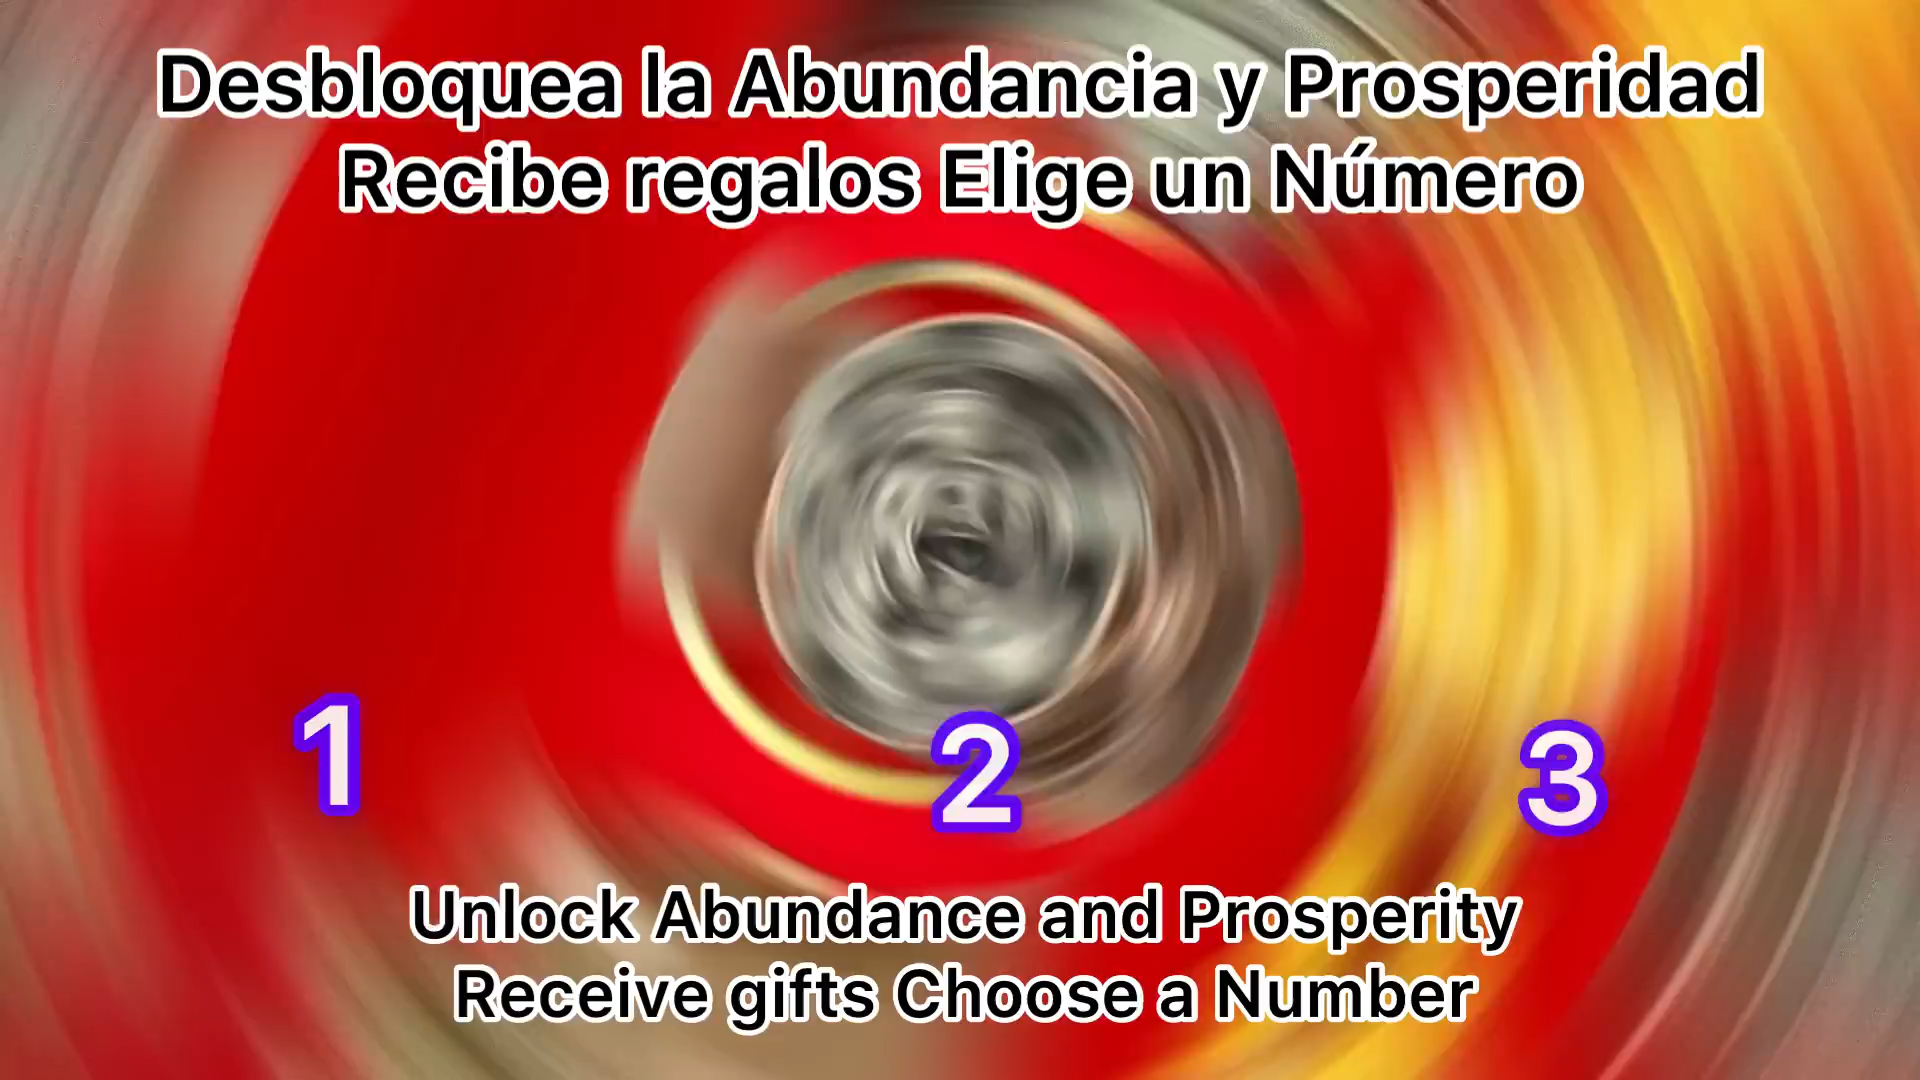 Desbloquea la Abundancia y Prosperidad
Recibe regalos Elige un Número
1 2 3
Unlock Abundance and Prosperity
Receive gifts Choose a Number